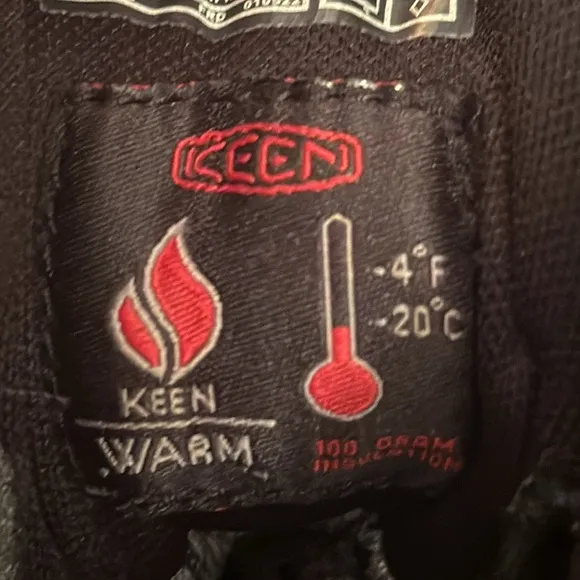 KEEN
-4°F
-20°C
KEEN
WARM
100 GRAM
INSULATION